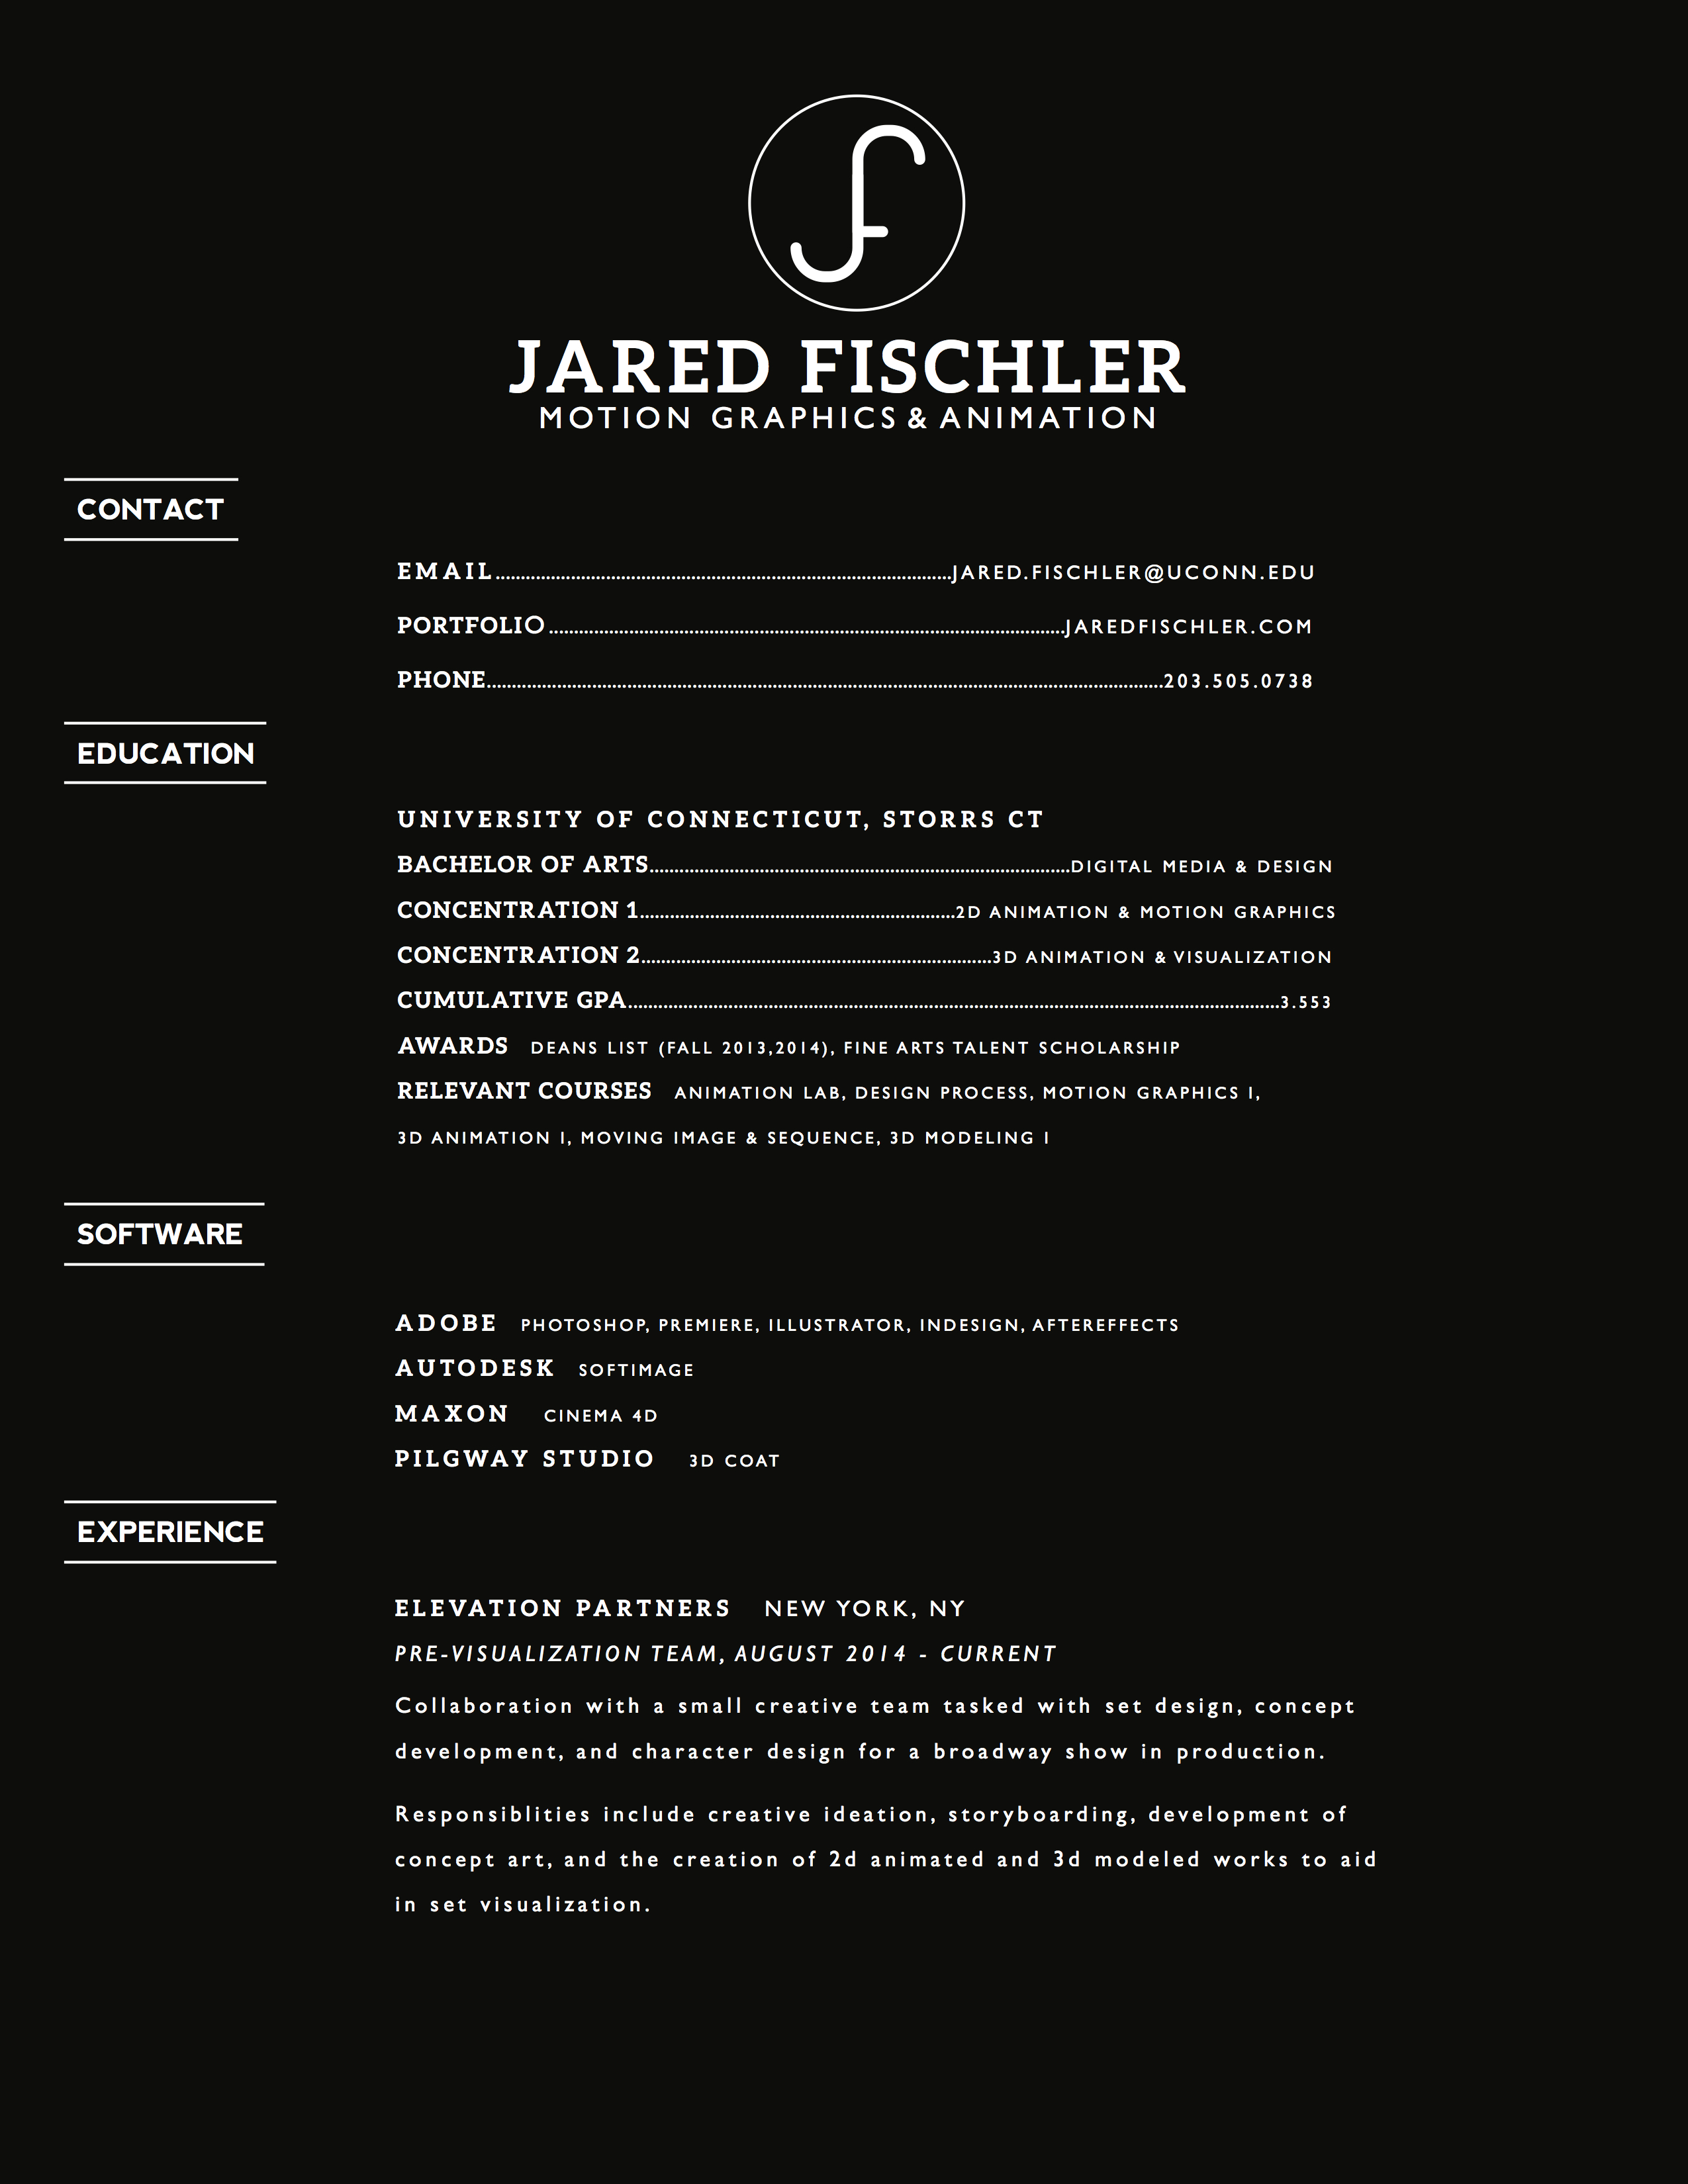 JF
JARED FISCHLER
MOTION GRAPHICS & ANIMATION
CONTACT
EMAIL JARED.FISCHLER@UCONN.EDU
PORTFOLIO JAREDFISCHLER.COM
PHONE 203.505.0738
EDUCATION
UNIVERSITY OF CONNECTICUT, STORRS CT
BACHELOR OF ARTS DIGITAL MEDIA & DESIGN
CONCENTRATION 1 2D ANIMATION & MOTION GRAPHICS
CONCENTRATION 2 3D ANIMATION & VISUALIZATION
CUMULATIVE GPA 3.553
AWARDS DEANS LIST (FALL 2013,2014), FINE ARTS TALENT SCHOLARSHIP
RELEVANT COURSES ANIMATION LAB, DESIGN PROCESS, MOTION GRAPHICS I,
3D ANIMATION I, MOVING IMAGE & SEQUENCE, 3D MODELING I
SOFTWARE
ADOBE PHOTOSHOP, PREMIERE, ILLUSTRATOR, INDESIGN, AFTEREFFECTS
AUTODESK SOFTIMAGE
MAXON CINEMA 4D
PILGWAY STUDIO 3D COAT
EXPERIENCE
ELEVATION PARTNERS NEW YORK, NY
PRE-VISUALIZATION TEAM, AUGUST 2014 - CURRENT
Collaboration with a small creative team tasked with set design, concept
development, and character design for a broadway show in production.
Responsiblities include creative ideation, storyboarding, development of
concept art, and the creation of 2d animated and 3d modeled works to aid
in set visualization.